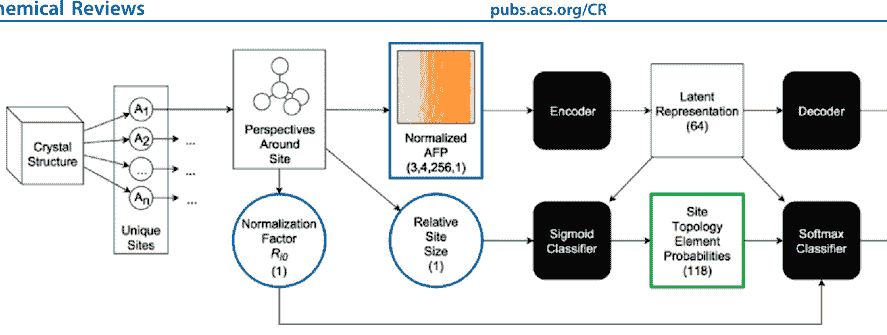 hemical Reviews
pubs.acs.org/CR
Crystal
Structure
A1
A2
...
An
...
...
...
Unique
Sites
Perspectives
Around
Site
Normalized
AFP
(3,4,256,1)
Encoder
Latent
Representation
(64)
Decoder
Normalization
Factor
Ri0
(1)
Relative
Site
Size
(1)
Sigmoid
Classifier
Site
Topology
Element
Probabilities
(118)
Softmax
Classifier